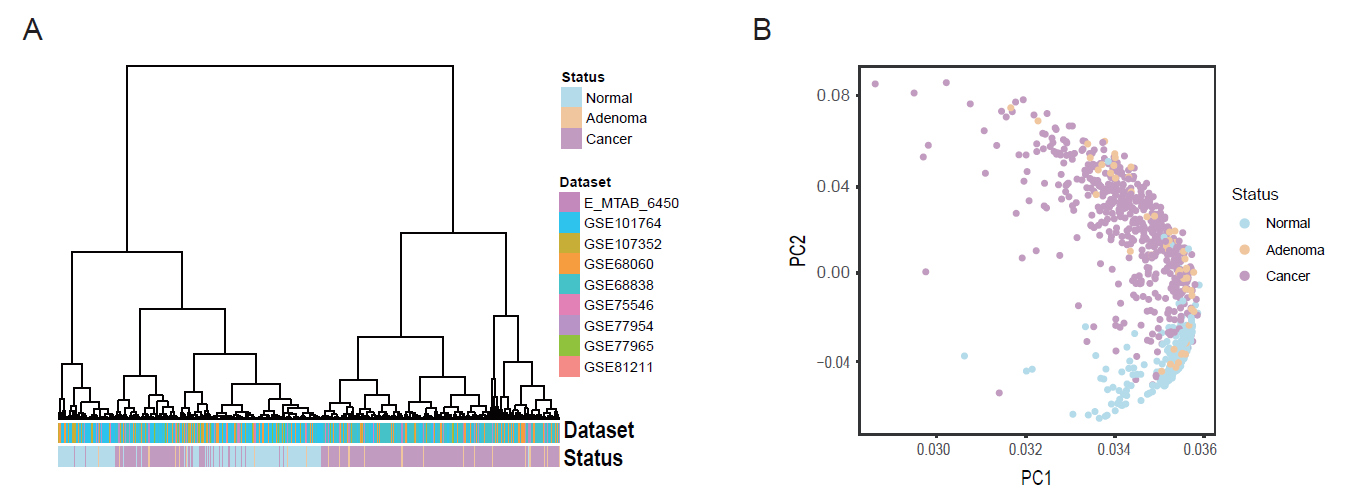 A
Status
Normal
Adenoma
Cancer
Dataset
E_MTAB_6450
GSE101764
GSE107352
GSE68060
GSE68838
GSE75546
GSE77954
GSE77965
GSE81211
Dataset
Status
B
0.08
0.04
0.00
−0.04
PC2
0.030 0.032 0.034 0.036
PC1
Status
Normal
Adenoma
Cancer